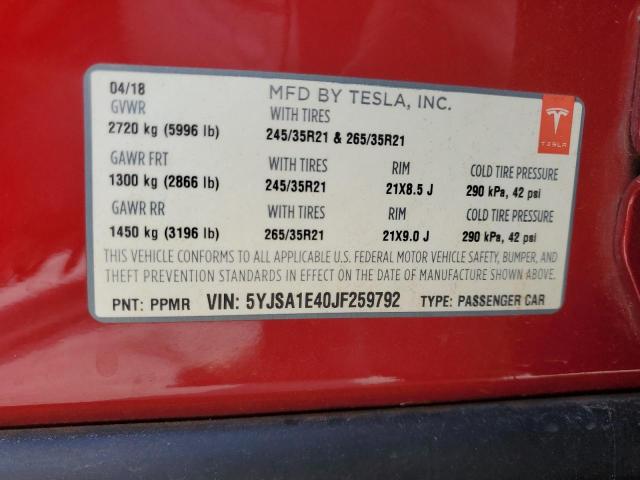 04/18 MFD BY TESLA, INC.
GVWR WITH TIRES
2720 kg (5996 lb) 245/35R21 & 265/35R21
TESLA
GAWR FRT WITH TIRES RIM COLD TIRE PRESSURE
1300 kg (2866 lb) 245/35R21 21X8.5 J 290 kPa, 42 psi
GAWR RR WITH TIRES RIM COLD TIRE PRESSURE
1450 kg (3196 lb) 265/35R21 21X9.0 J 290 kPa, 42 psi
THIS VEHICLE CONFORMS TO ALL APPLICABLE U.S. FEDERAL MOTOR VEHICLE SAFETY, BUMPER, AND
THEFT PREVENTION STANDARDS IN EFFECT ON THE DATE OF MANUFACTURE SHOWN ABOVE.
PNT: PPMR VIN: 5YJSA1E40JF259792 TYPE: PASSENGER CAR